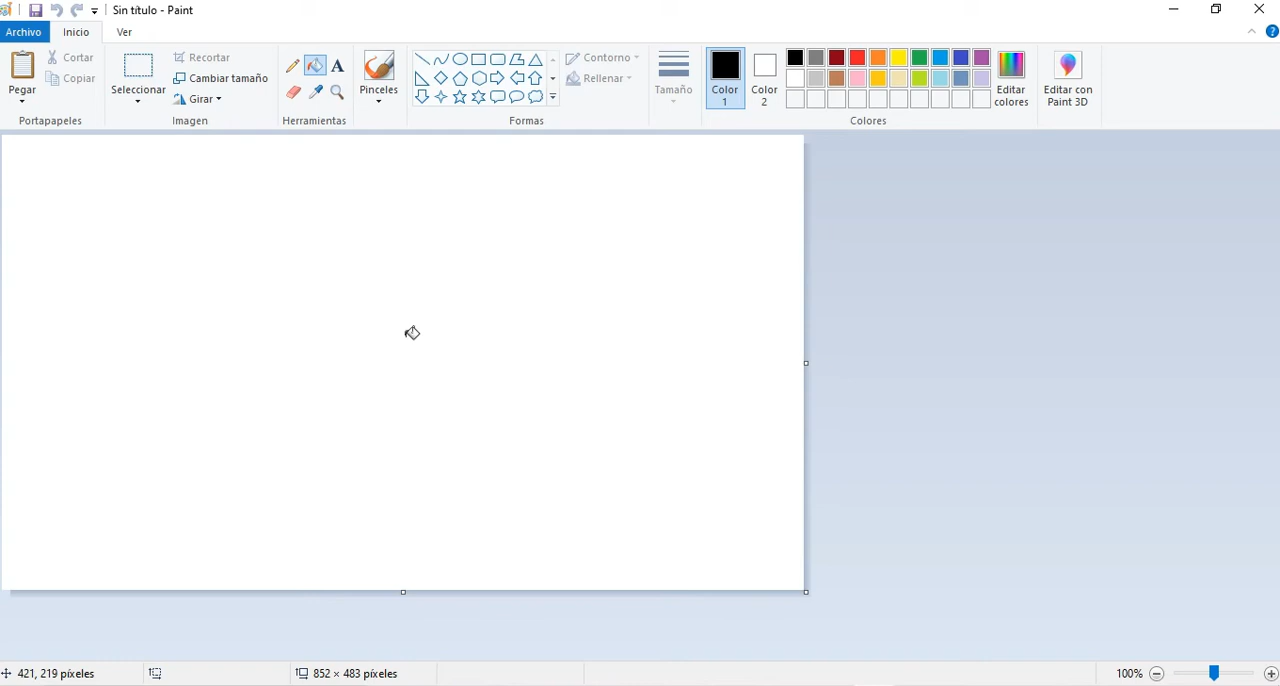 Sin título - Paint
Archivo Inicio Ver
Pegar
Cortar
Copiar
Portapapeles
Seleccionar
Recortar
Cambiar tamaño
Girar
Imagen
A
Herramientas
Pinceles
Contorno
Rellenar
Formas
Tamaño
Color
1
Color
2
Editar
colores
Colores
Editar con
Paint 3D
421, 219 píxeles
852 × 483 píxeles
100%